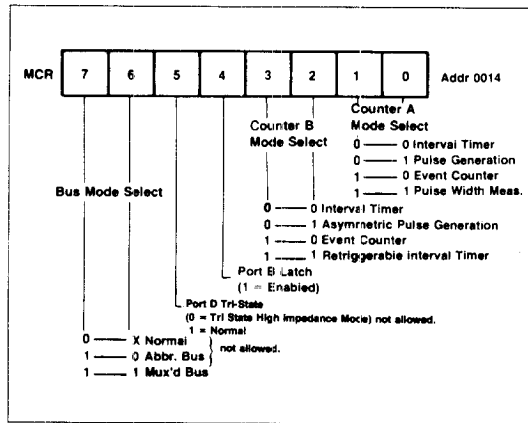 MCR 7 6 5 4 3 2 1 0 Addr 0014
Counter A
Mode Select
0 0 Interval Timer
0 1 Pulse Generation
1 0 Event Counter
1 1 Pulse Width Meas.
Counter B
Mode Select
0 0 Interval Timer
0 1 Asymmetric Pulse Generation
1 0 Event Counter
1 1 Retriggerable Interval Timer
Port B Latch
(1 = Enabled)
Port D Tri-State
(0 = Tri State High Impedance Mode) not allowed.
1 = Normal
Bus Mode Select
0 X Normal
1 0 Abbr. Bus
1 1 Mux'd Bus
not allowed.